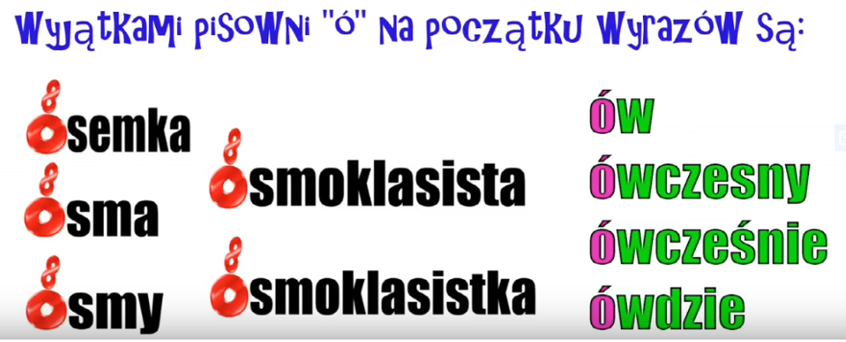 Wyjątkami pisowni "ó" na początku wyrazów są:
ósemka
ósma
ósmy
ósmoklasista
ósmoklasistka
ów
ówczesny
ówcześnie
ówdzie